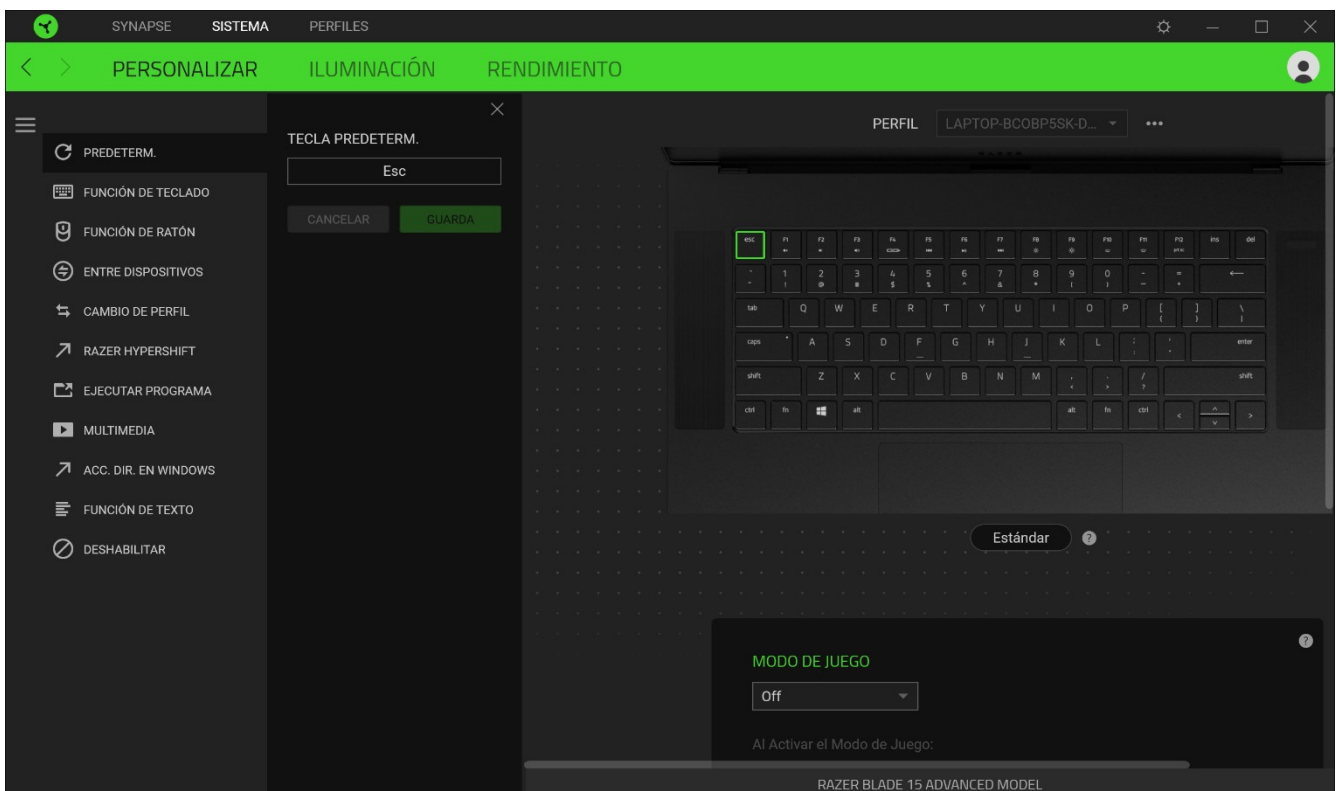 SYNAPSE SISTEMA PERFILES
PERSONALIZAR ILUMINACIÓN RENDIMIENTO
PREDETERM.
FUNCIÓN DE TECLADO
FUNCIÓN DE RATÓN
ENTRE DISPOSITIVOS
CAMBIO DE PERFIL
RAZER HYPERSHIFT
EJECUTAR PROGRAMA
MULTIMEDIA
ACC. DIR. EN WINDOWS
FUNCIÓN DE TEXTO
DESHABILITAR
TECLA PREDETERM.
Esc
CANCELAR GUARDA
PERFIL LAPTOP-BCOBP5SK-D...
esc F1 F2 F3 F4 F5 F6 F7 F8 F9 F10 F11 F12 ins del
1 2 3 4 5 6 7 8 9 0 - =
! @ # $ % ^ & * ( )
tab Q W E R T Y U I O P [ ] \
{ } |
caps A S D F G H J K L ; ' enter
shift Z X C V B N M , . / shift
ctrl fn alt alt fn ctrl < ^ >
v
Estándar
MODO DE JUEGO
Off
Al Activar el Modo de Juego:
RAZER BLADE 15 ADVANCED MODEL